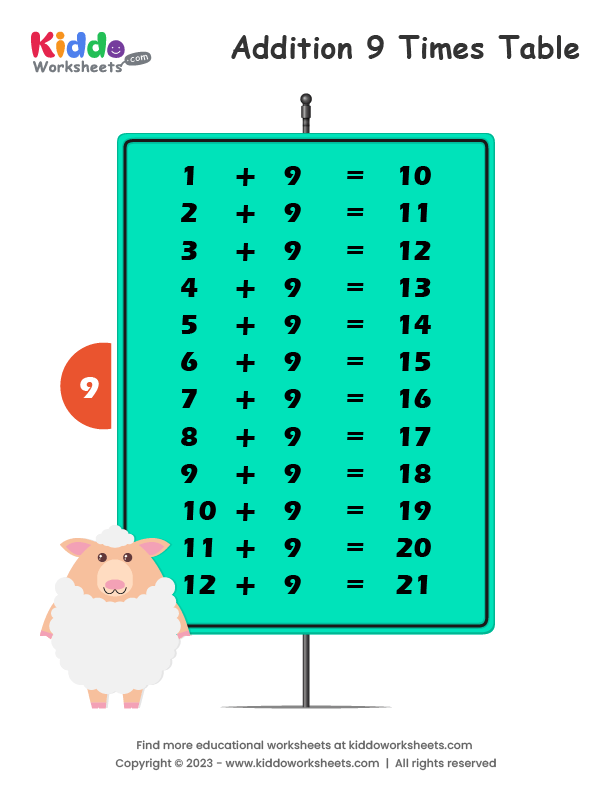 Kiddo
Worksheets .com
Addition 9 Times Table
1 + 9 = 10
2 + 9 = 11
3 + 9 = 12
4 + 9 = 13
5 + 9 = 14
6 + 9 = 15
7 + 9 = 16
8 + 9 = 17
9 + 9 = 18
10 + 9 = 19
11 + 9 = 20
12 + 9 = 21
9
Find more educational worksheets at kiddoworksheets.com
Copyright © 2023 - www.kiddoworksheets.com | All rights reserved